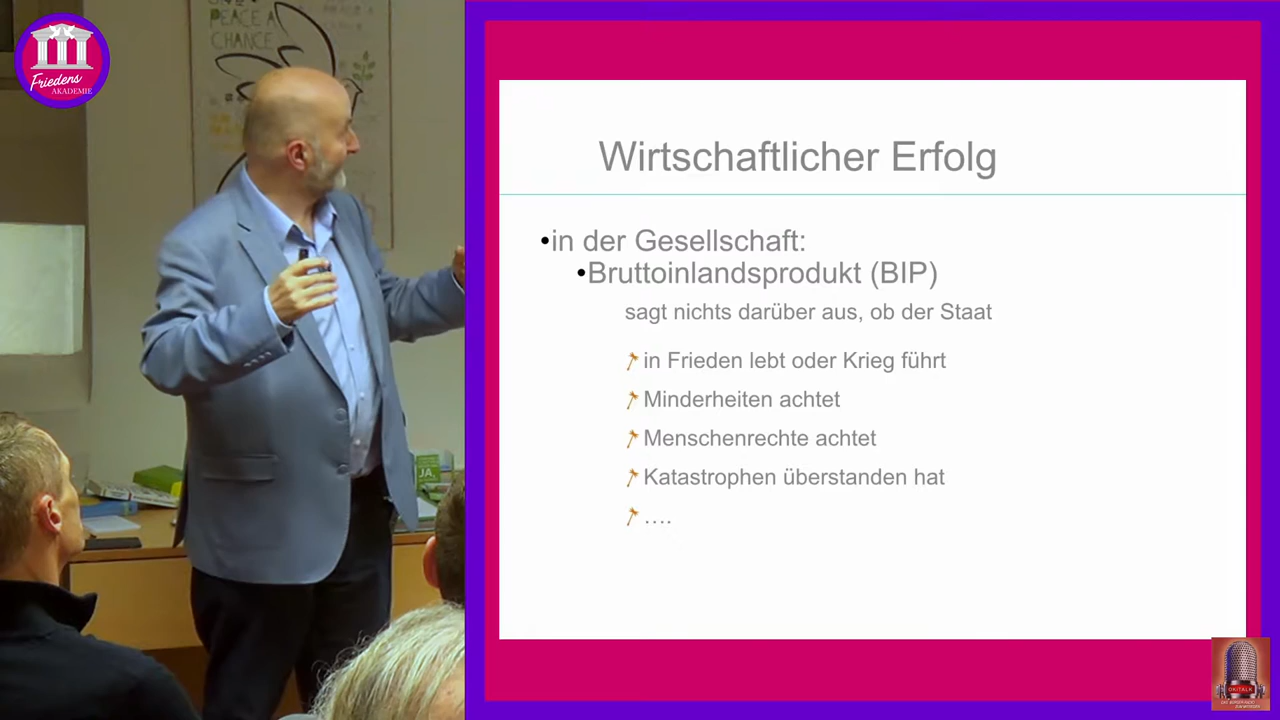 PEACE A
CHANCE
Friedens
AKADEMIE
JA,
Wirtschaftlicher Erfolg
•in der Gesellschaft:
•Bruttoinlandsprodukt (BIP)
sagt nichts darüber aus, ob der Staat
in Frieden lebt oder Krieg führt
Minderheiten achtet
Menschenrechte achtet
Katastrophen überstanden hat
….
OKITALK